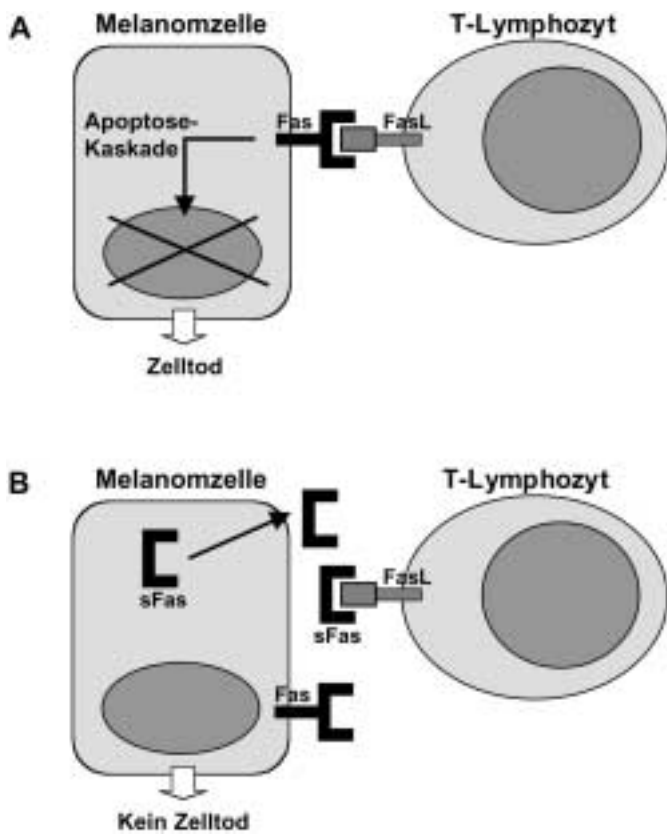 A
Melanomzelle
T-Lymphozyt
Apoptose-
Kaskade
Fas
FasL
Zelltod
B
Melanomzelle
T-Lymphozyt
sFas
FasL
sFas
Fas
Kein Zelltod